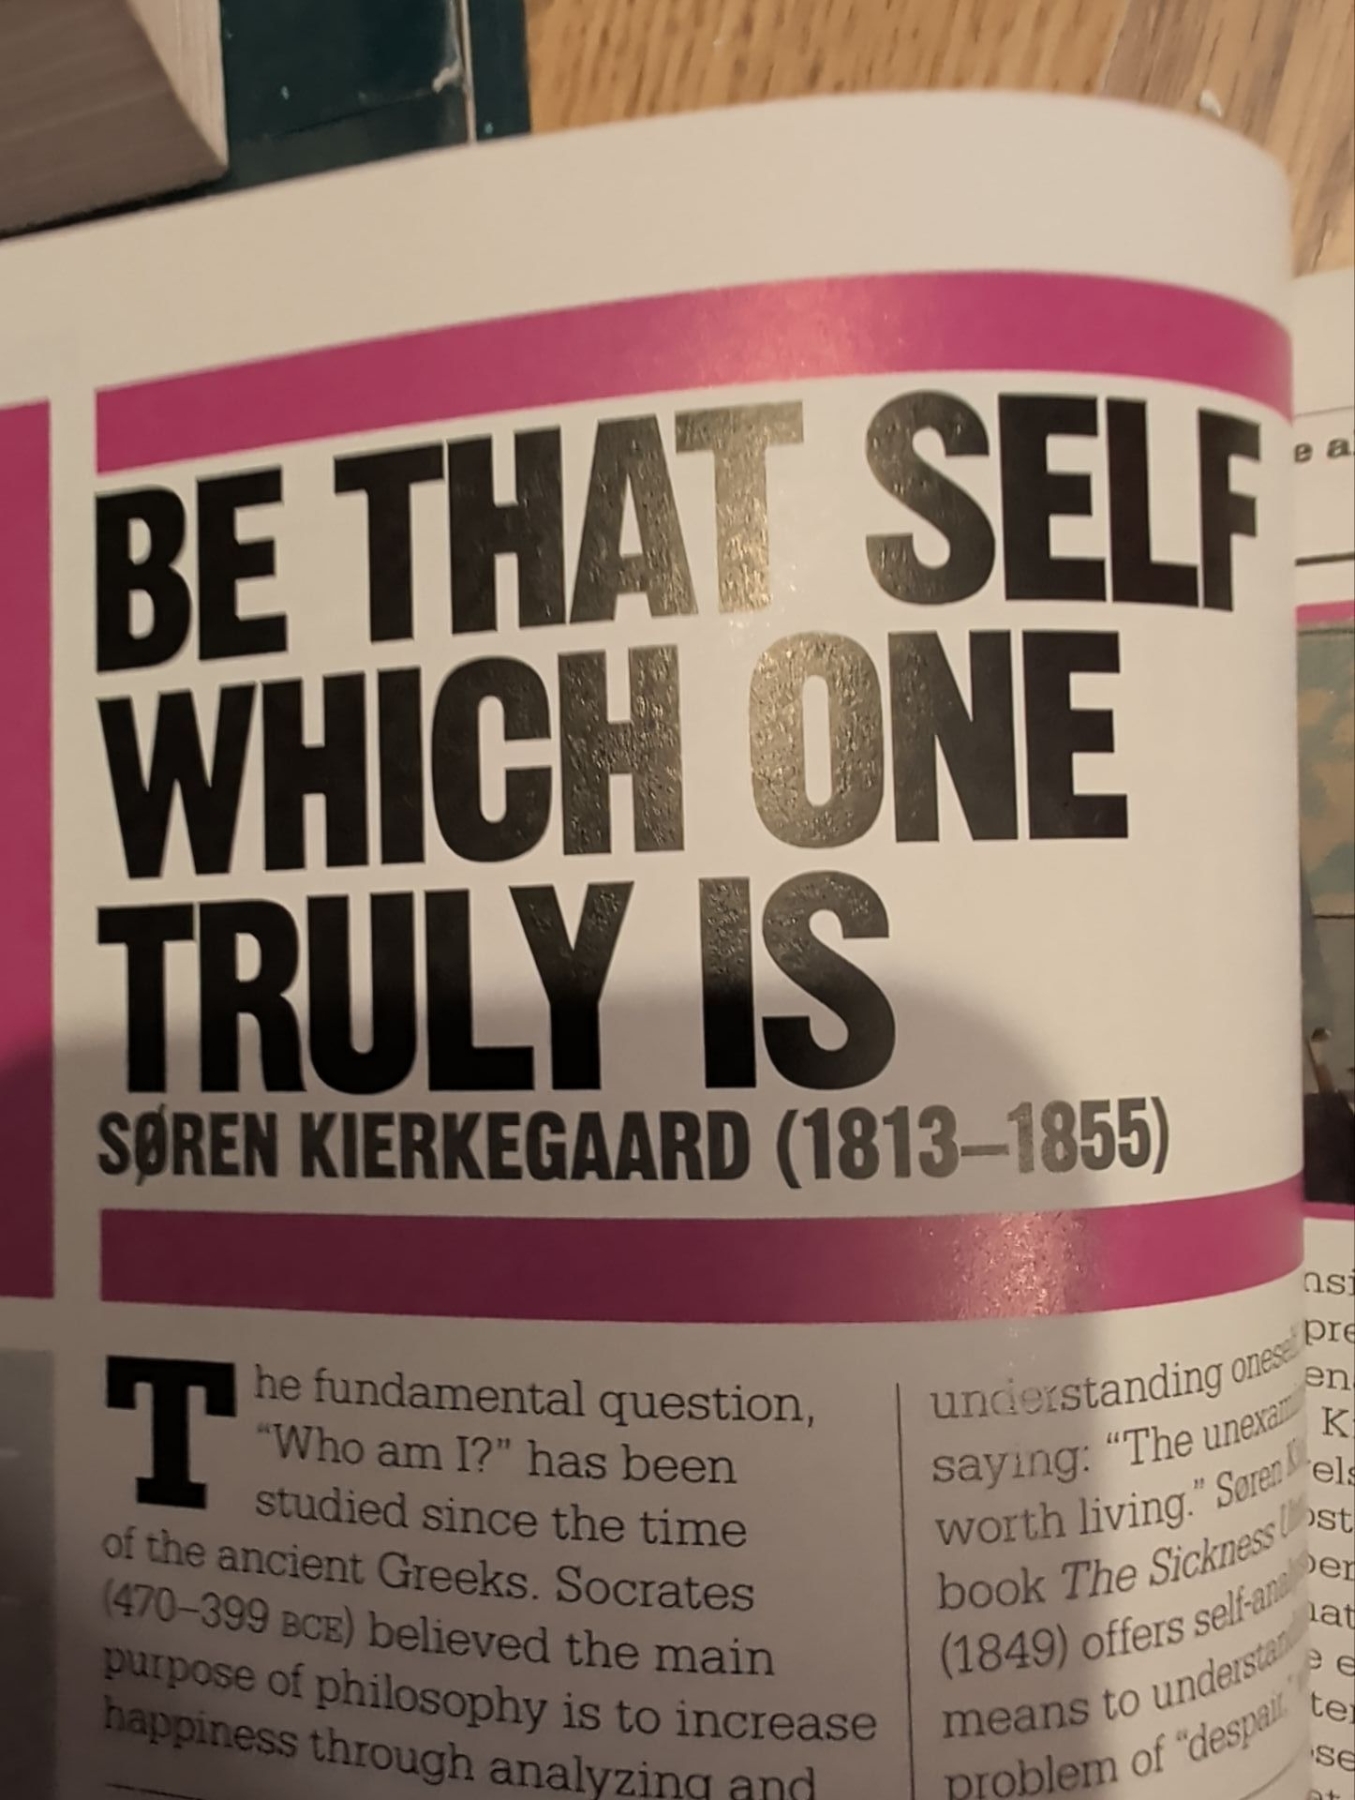 BE THAT SELF
WHICH ONE
TRULY IS
SØREN KIERKEGAARD (1813–1855)
The fundamental question,
“Who am I?” has been
studied since the time
of the ancient Greeks. Socrates
(470–399 BCE) believed the main
purpose of philosophy is to increase
happiness through analyzing and
understanding
saying: “The
worth living.” Søren
book The Sickness
(1849) offers
means to
problem of “despair.”